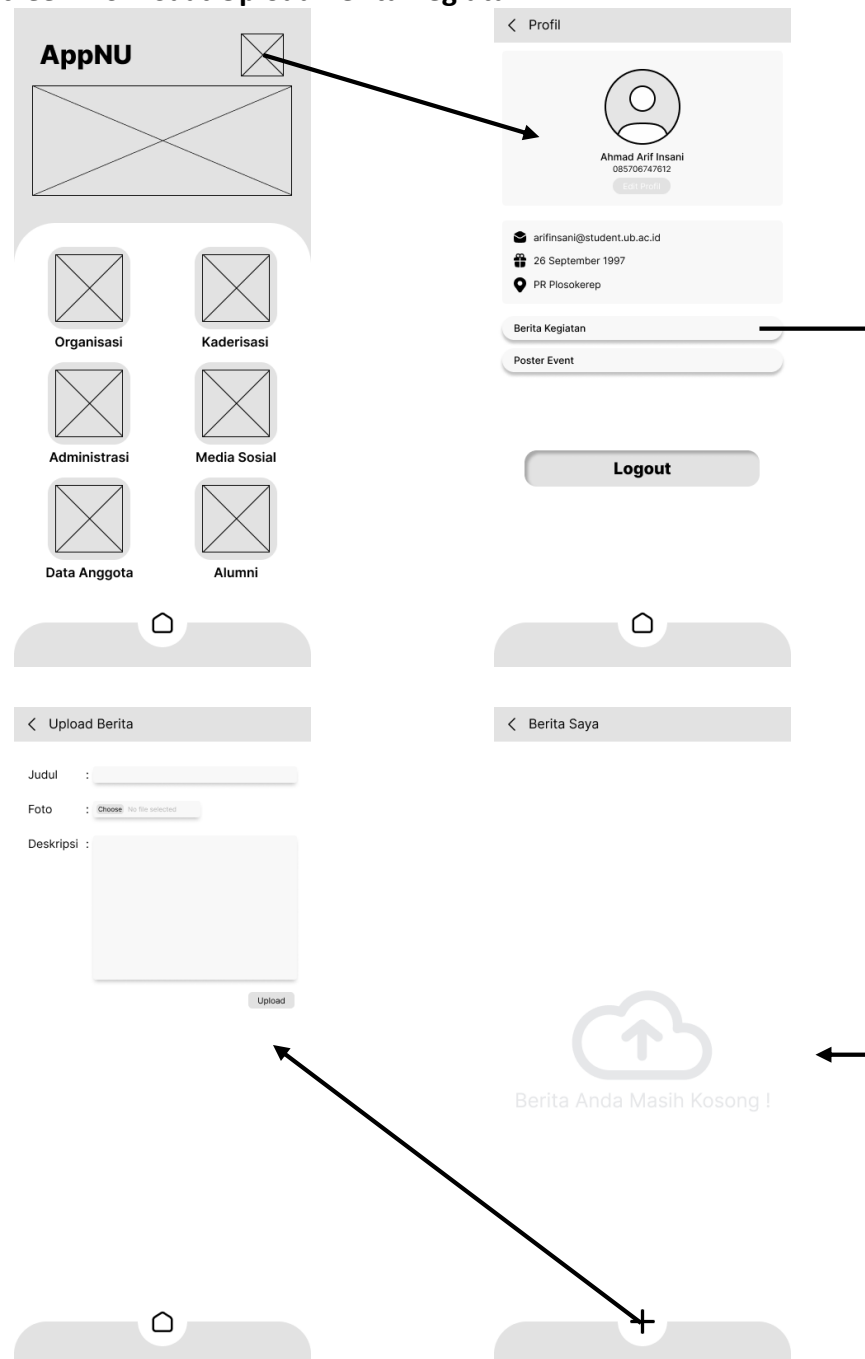 AppNU
Organisasi
Kaderisasi
Administrasi
Media Sosial
Data Anggota
Alumni
Profil
Ahmad Arif Insani
085706747612
Edit Profil
arifinsani@student.ub.ac.id
26 September 1997
PR Plosokerep
Berita Kegiatan
Poster Event
Logout
Upload Berita
Judul :
Foto : Choose No file selected
Deskripsi :
Upload
Berita Saya
Berita Anda Masih Kosong !